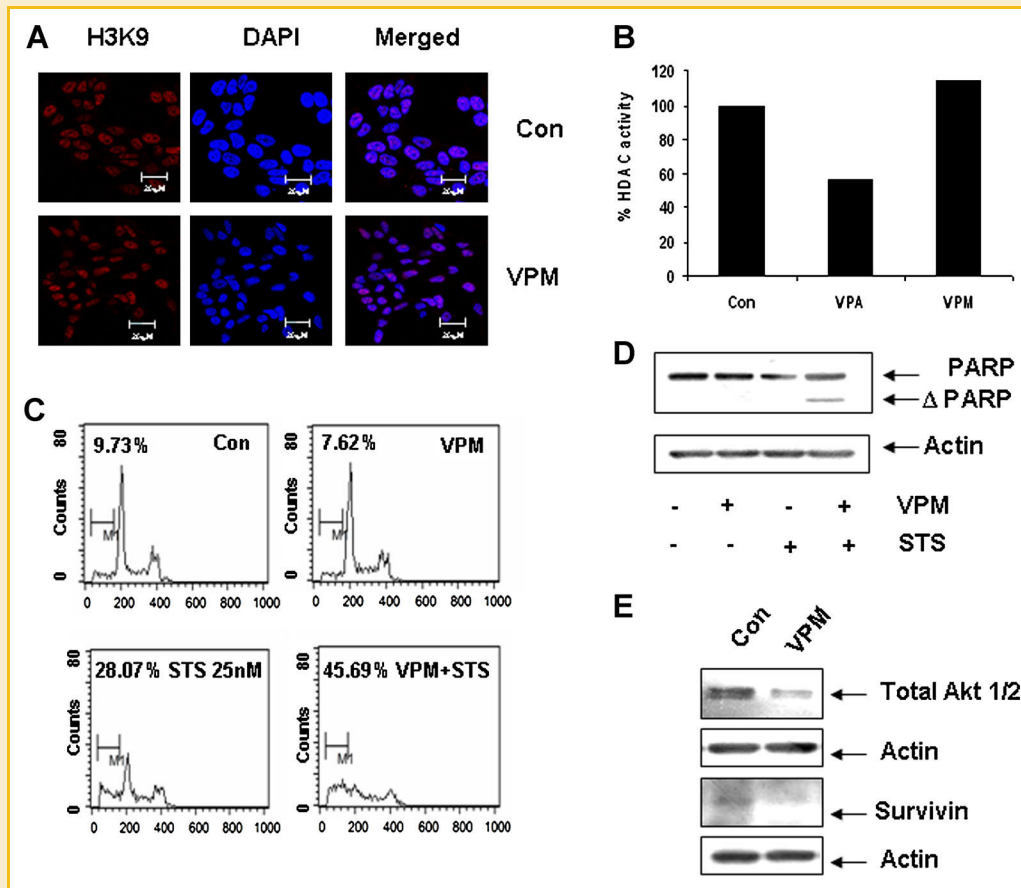 A
H3K9 DAPI Merged
Con
VPM
B
% HDAC activity
120
100
80
60
40
20
0
Con VPA VPM
C
80
Counts
0
9.73% Con
M1
0 200 400 600 800 1000
80
Counts
0
7.62% VPM
M1
0 200 400 600 800 1000
80
Counts
0
28.07% STS 25nM
M1
0 200 400 600 800 1000
80
Counts
0
45.69% VPM+STS
M1
0 200 400 600 800 1000
D
PARP
Δ PARP
Actin
- + - + VPM
- - + + STS
E
Con VPM
Total Akt 1/2
Actin
Survivin
Actin